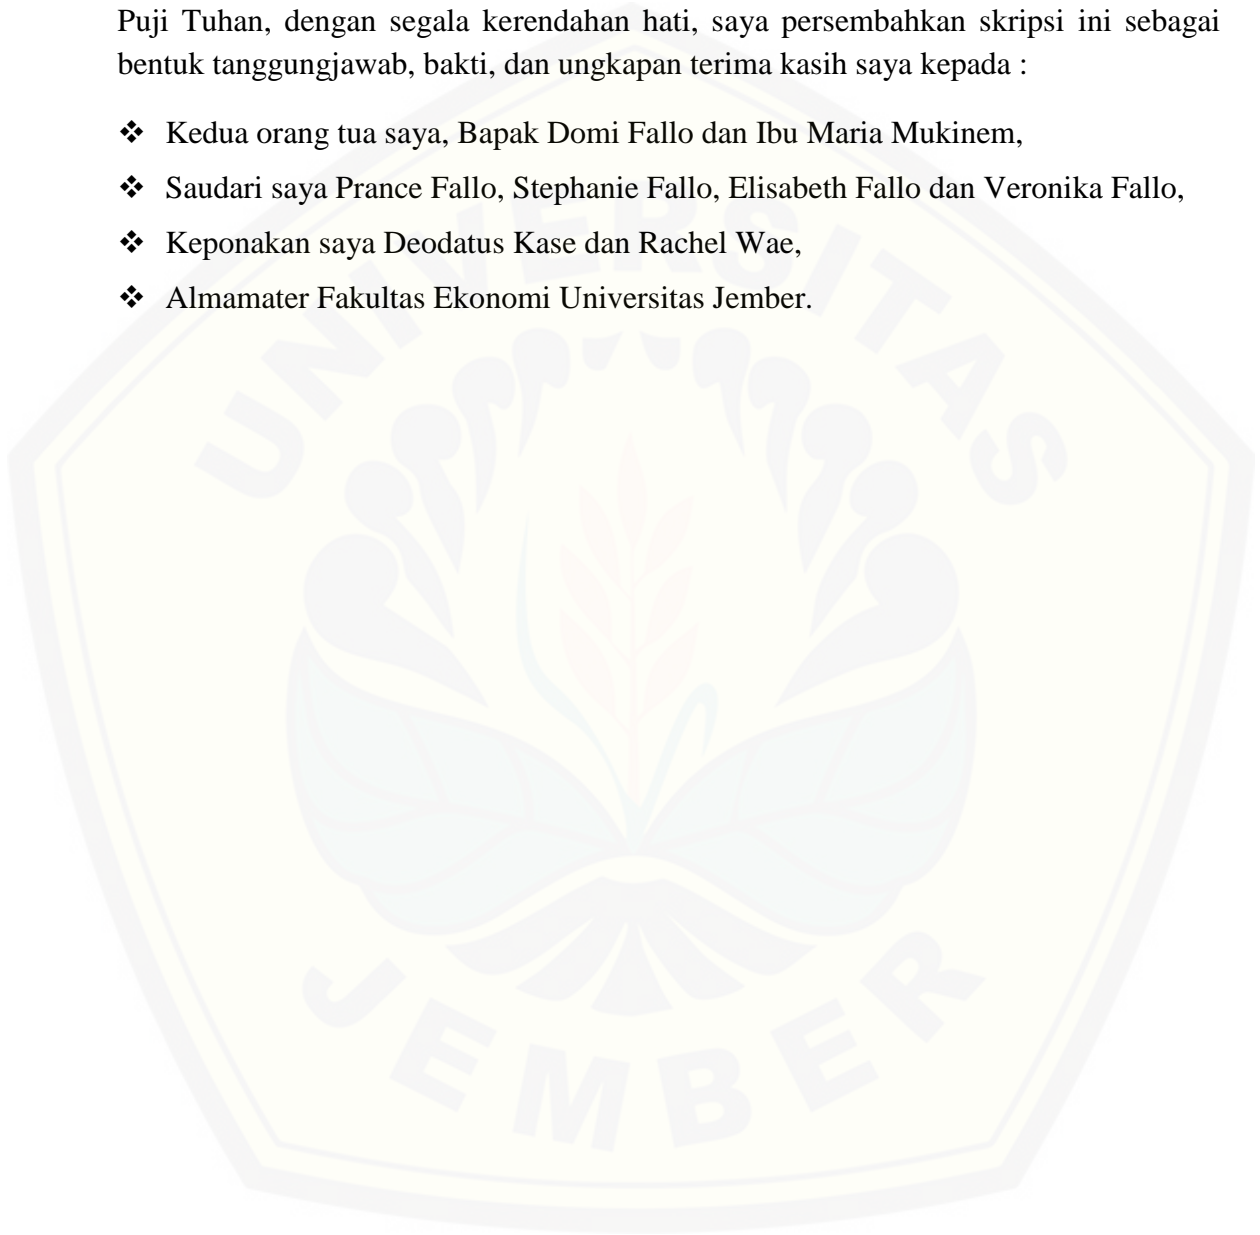 Puji Tuhan, dengan segala kerendahan hati, saya persembahkan skripsi ini sebagai
bentuk tanggungjawab, bakti, dan ungkapan terima kasih saya kepada :
❖ Kedua orang tua saya, Bapak Domi Fallo dan Ibu Maria Mukinem,
❖ Saudari saya Prance Fallo, Stephanie Fallo, Elisabeth Fallo dan Veronika Fallo,
❖ Keponakan saya Deodatus Kase dan Rachel Wae,
❖ Almamater Fakultas Ekonomi Universitas Jember.
UNIVERSITAS
JEMBER